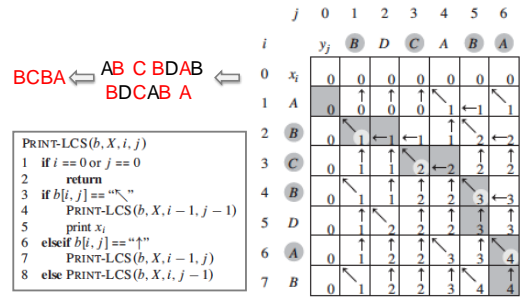 j 0 1 2 3 4 5 6
i y_j B D C A B A
0 x_i 0 0 0 0 0 0 0
1 A 0 ↑0 ↑0 ↑0 ↖1 ←1 ↖1
2 B 0 ↖1 ←1 ←1 ↑1 ↖2 ←2
3 C 0 ↑1 ↑1 ↖2 ←2 ↑2 ↑2
4 B 0 ↖1 ↑1 ↑2 ↑2 ↖3 ←3
5 D 0 ↑1 ↖2 ↑2 ↑2 ↑3 ↑3
6 A 0 ↑1 ↑2 ↑2 ↖3 ↑3 ↖4
7 B 0 ↖1 ↑2 ↑2 ↑3 ↖4 ↑4
BCBA ⇐ AB C BDAB ⇐
BDCAB A
PRINT-LCS(b, X, i, j)
1 if i == 0 or j == 0
2 return
3 if b[i, j] == “↖”
4 PRINT-LCS(b, X, i − 1, j − 1)
5 print x_i
6 elseif b[i, j] == “↑”
7 PRINT-LCS(b, X, i − 1, j)
8 else PRINT-LCS(b, X, i, j − 1)